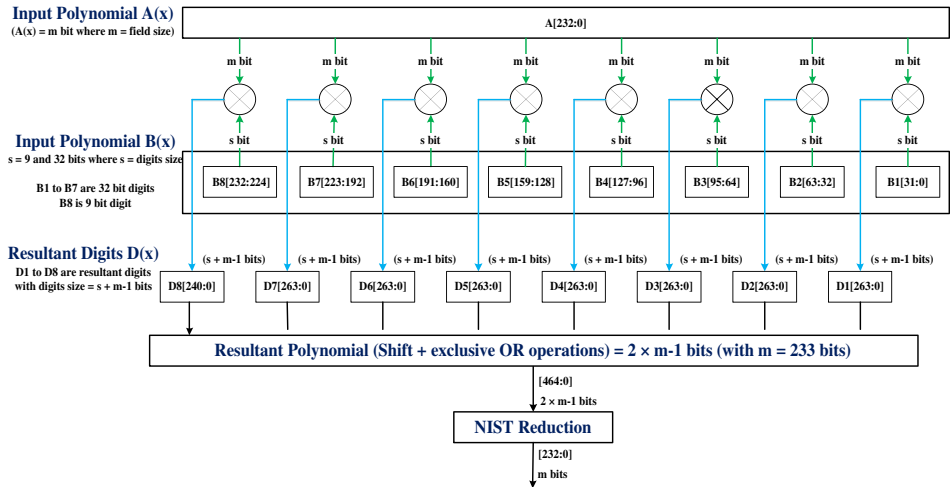 Input Polynomial A(x)
(A(x) = m bit where m = field size)
A[232:0]
m bit m bit m bit m bit m bit m bit m bit m bit
Input Polynomial B(x)
s = 9 and 32 bits where s = digits size
B1 to B7 are 32 bit digits
B8 is 9 bit digit
s bit s bit s bit s bit s bit s bit s bit s bit
B8[232:224] B7[223:192] B6[191:160] B5[159:128] B4[127:96] B3[95:64] B2[63:32] B1[31:0]
Resultant Digits D(x)
D1 to D8 are resultant digits
with digits size = s + m-1 bits
(s + m-1 bits) (s + m-1 bits) (s + m-1 bits) (s + m-1 bits) (s + m-1 bits) (s + m-1 bits) (s + m-1 bits) (s + m-1 bits)
D8[240:0] D7[263:0] D6[263:0] D5[263:0] D4[263:0] D3[263:0] D2[263:0] D1[263:0]
Resultant Polynomial (Shift + exclusive OR operations) = 2 × m-1 bits (with m = 233 bits)
[464:0]
2 × m-1 bits
NIST Reduction
[232:0]
m bits